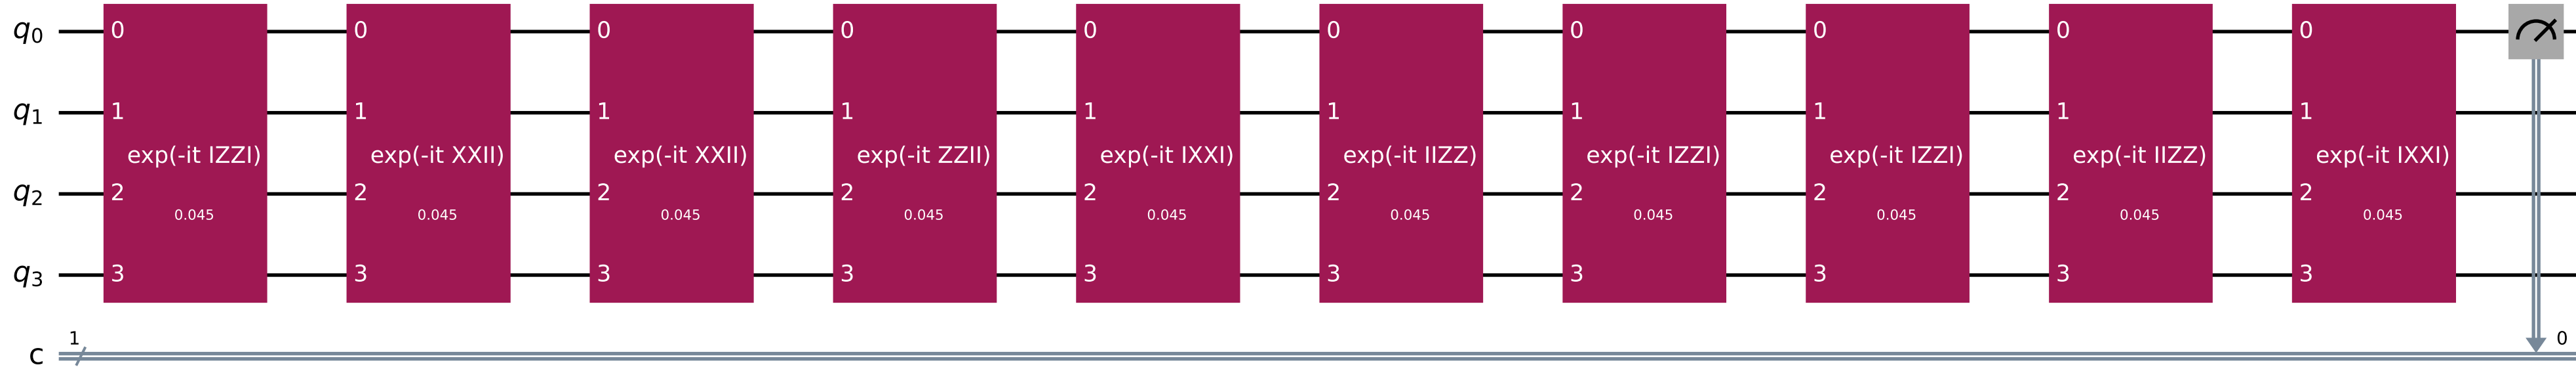 q0 0 0 0 0 0 0 0 0 0 0
q1 1 1 1 1 1 1 1 1 1 1
exp(-it IZZI) exp(-it XXII) exp(-it XXII) exp(-it ZZII) exp(-it IXXI) exp(-it IIZZ) exp(-it IZZI) exp(-it IZZI) exp(-it IIZZ) exp(-it IXXI)
q2 2 2 2 2 2 2 2 2 2 2
0.045 0.045 0.045 0.045 0.045 0.045 0.045 0.045 0.045 0.045
q3 3 3 3 3 3 3 3 3 3 3
1 0
c